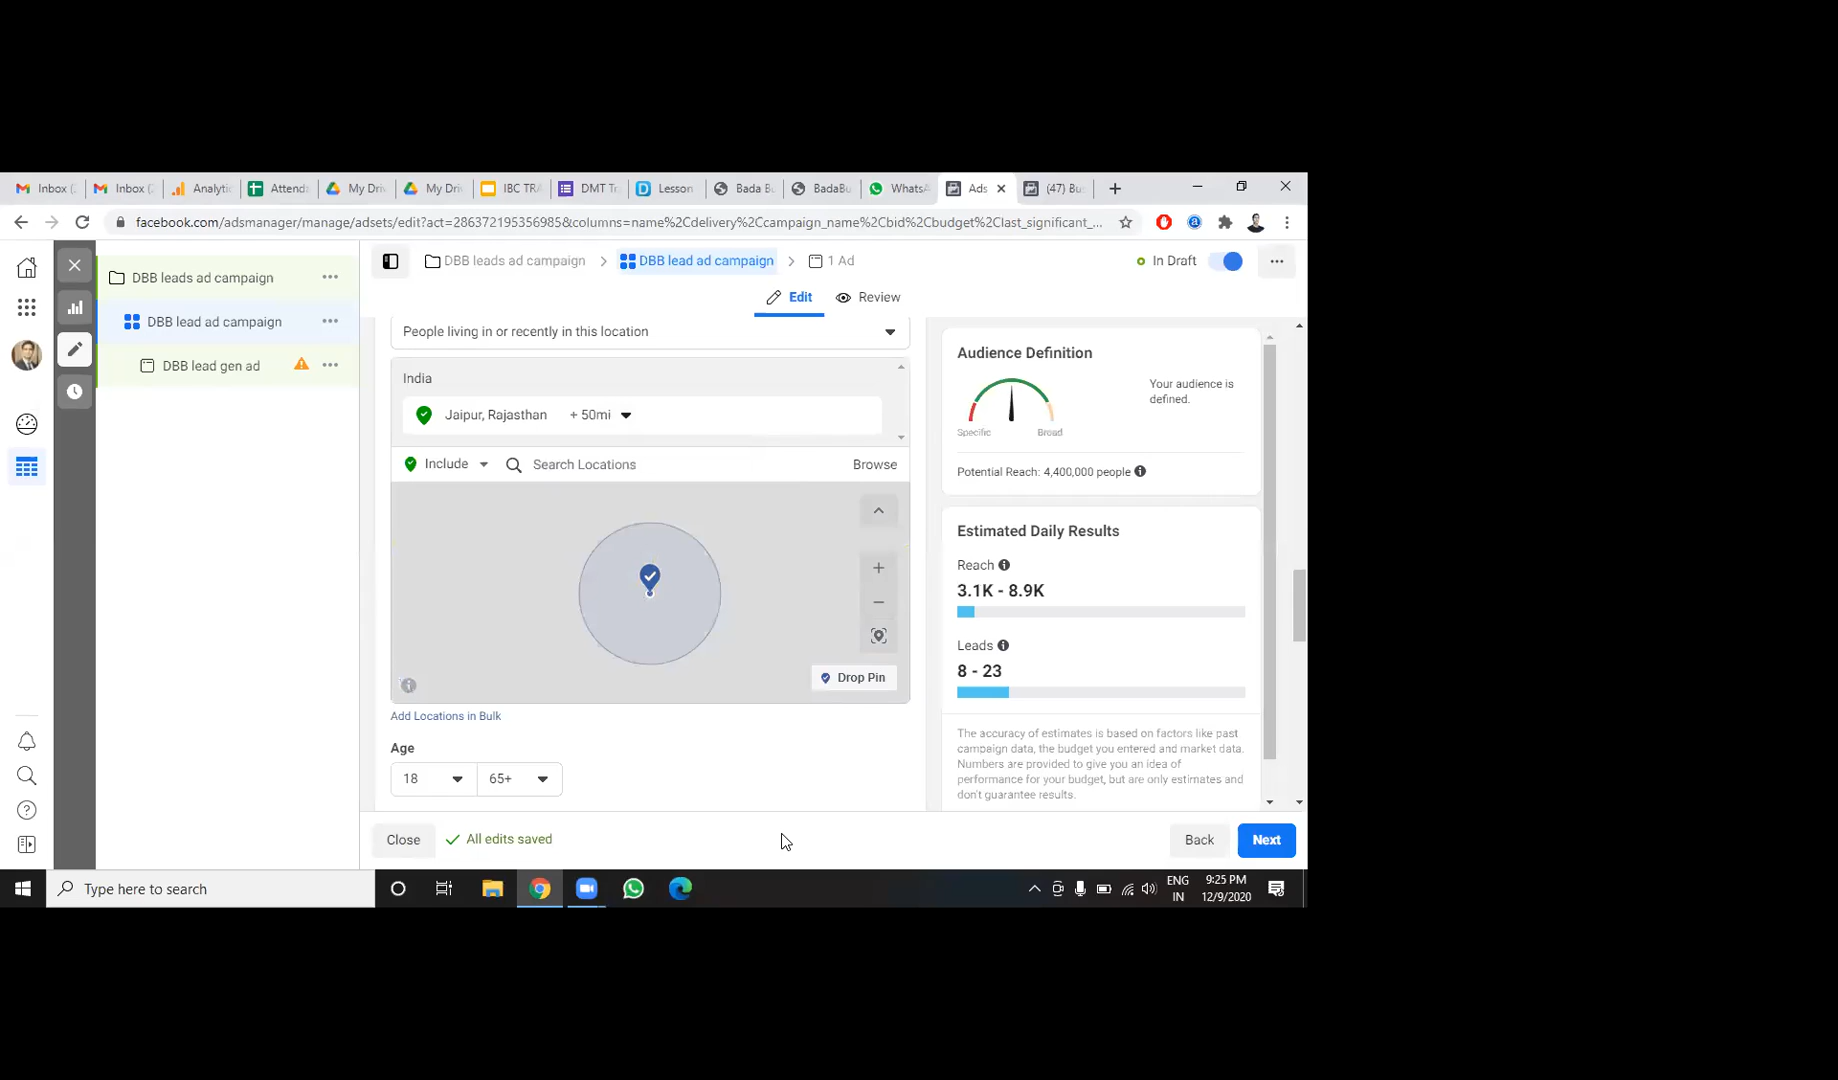 Inbox (
Inbox (2
Analytic
Attenda
My Driv
My Driv
IBC TRA
DMT Tr
Lesson
Bada Bu
BadaBu
WhatsA
Ads
(47) Bus
facebook.com/adsmanager/manage/adsets/edit?act=286372195356985&columns=name%2Cdelivery%2Ccampaign_name%2Cbid%2Cbudget%2Clast_significant_...
DBB leads ad campaign
DBB lead ad campaign
DBB lead gen ad
DBB leads ad campaign > DBB lead ad campaign > 1 Ad
In Draft
Edit
Review
People living in or recently in this location
India
Jaipur, Rajasthan + 50mi
Include
Search Locations
Browse
Drop Pin
Add Locations in Bulk
Age
18
65+
Audience Definition
Your audience is
defined.
Specific
Broad
Potential Reach: 4,400,000 people
Estimated Daily Results
Reach
3.1K - 8.9K
Leads
8 - 23
The accuracy of estimates is based on factors like past
campaign data, the budget you entered and market data.
Numbers are provided to give you an idea of
performance for your budget, but are only estimates and
don't guarantee results.
Close
All edits saved
Back
Next
Type here to search
ENG
IN
9:25 PM
12/9/2020